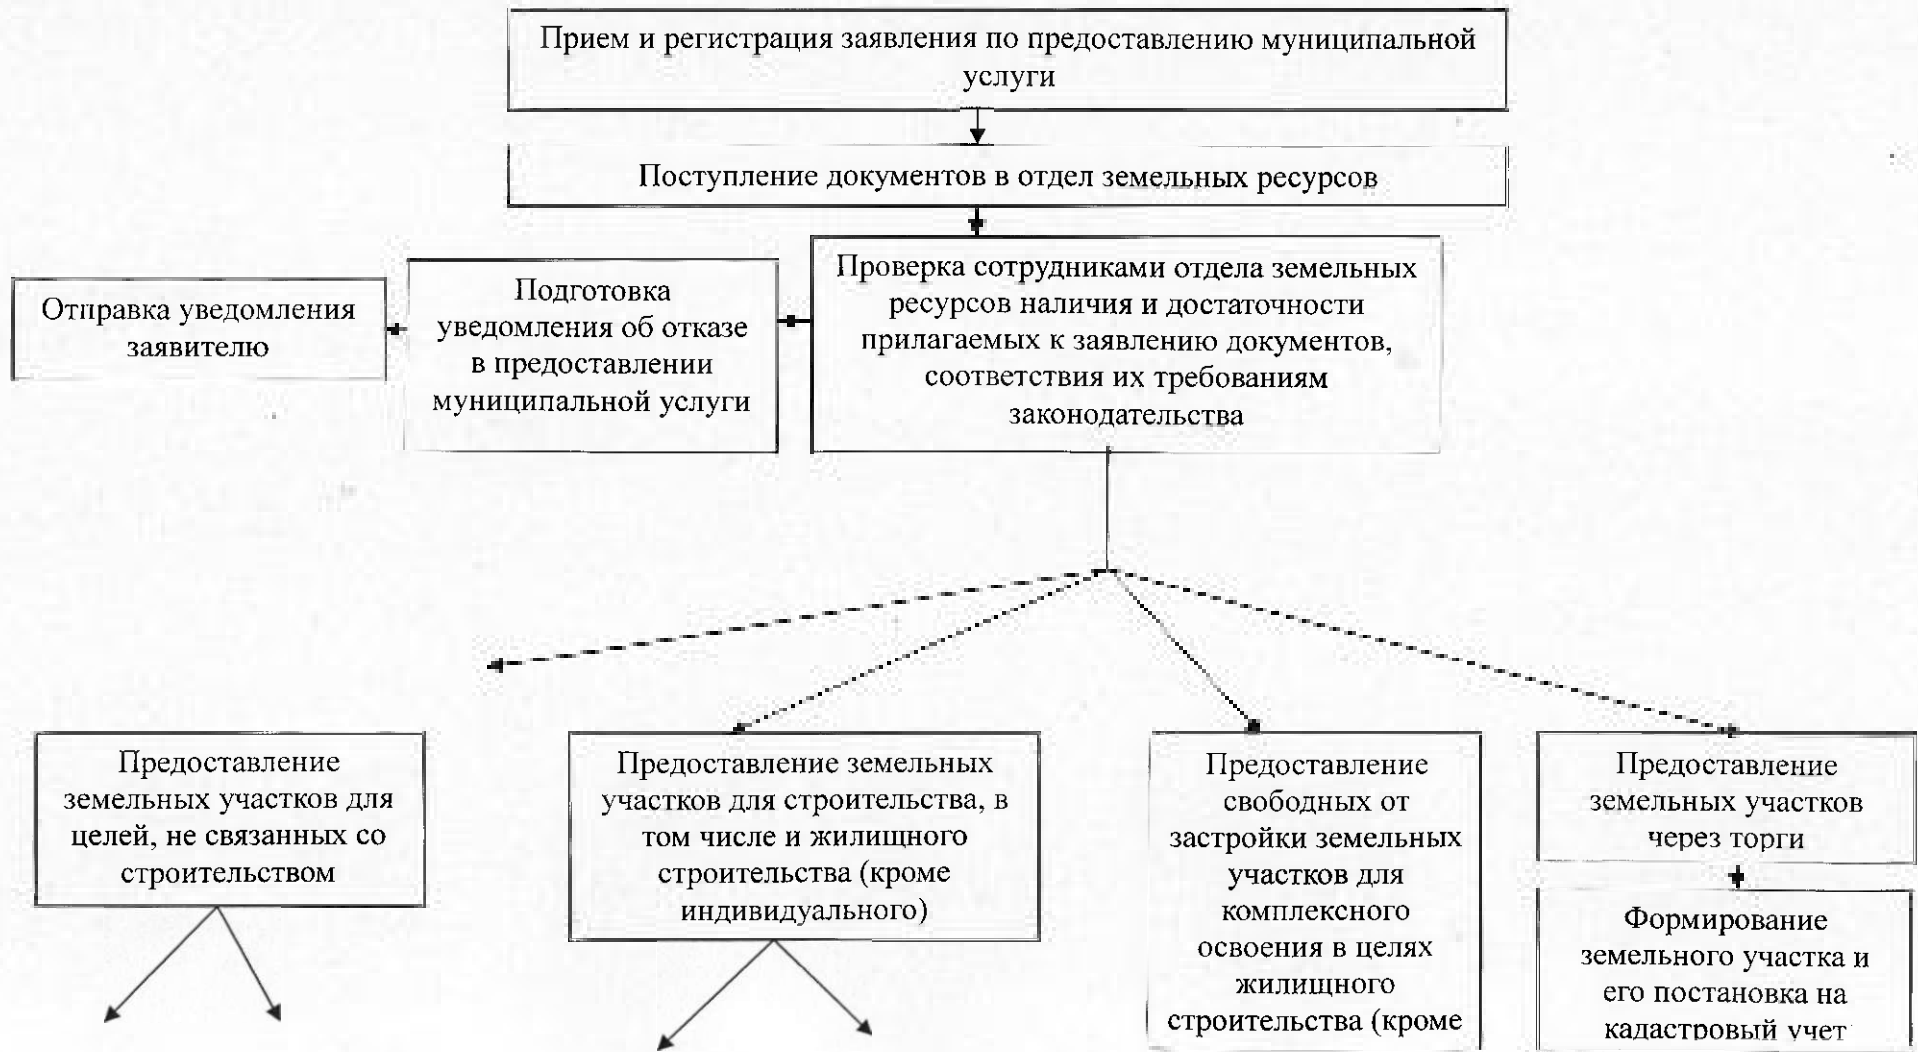 Прием и регистрация заявления по предоставлению муниципальной
услуги
Поступление документов в отдел земельных ресурсов
Проверка сотрудниками отдела земельных
ресурсов наличия и достаточности
прилагаемых к заявлению документов,
соответствия их требованиям
законодательства
Подготовка
уведомления об отказе
в предоставлении
муниципальной услуги
Отправка уведомления
заявителю
Предоставление
земельных участков для
целей, не связанных со
строительством
Предоставление земельных
участков для строительства, в
том числе и жилищного
строительства (кроме
индивидуального)
Предоставление
свободных от
застройки земельных
участков для
комплексного
освоения в целях
жилищного
строительства (кроме
Предоставление
земельных участков
через торги
Формирование
земельного участка и
его постановка на
кадастровый учет